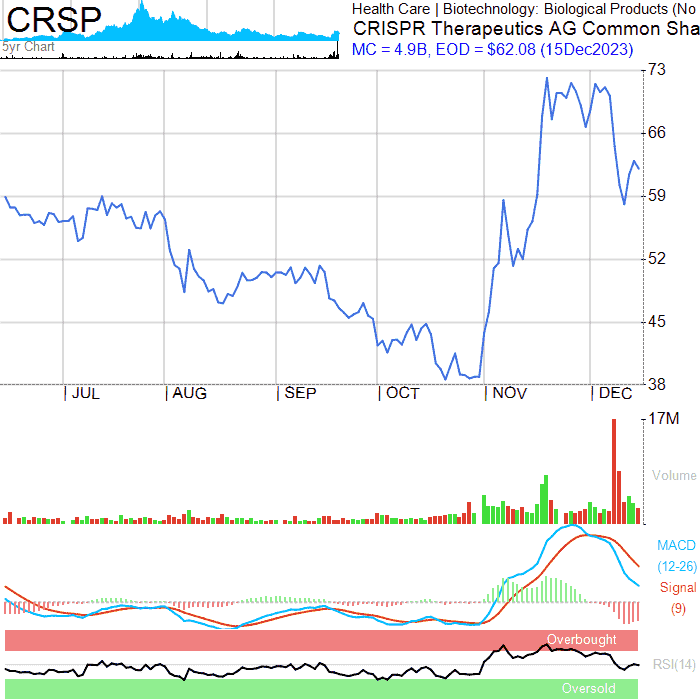 CRSP
5yr Chart
Health Care | Biotechnology: Biological Products (No
CRISPR Therapeutics AG Common Sha
MC = 4.9B, EOD = $62.08 (15Dec2023)
73
66
59
52
45
38
JUL AUG SEP OCT NOV DEC
17M
Volume
MACD
(12-26)
Signal
(9)
Overbought
RSI(14)
Oversold